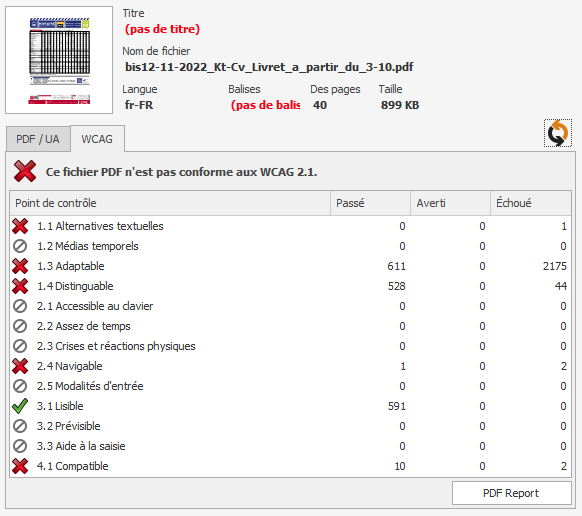 Titre
(pas de titre)
Nom de fichier
bis12-11-2022_Kt-Cv_Livret_a_partir_du_3-10.pdf
Langue Balises Des pages Taille
fr-FR (pas de balis 40 899 KB
PDF / UA WCAG
Ce fichier PDF n'est pas conforme aux WCAG 2.1.
Point de contrôle Passé Averti Échoué
1.1 Alternatives textuelles 0 0 1
1.2 Médias temporels 0 0 0
1.3 Adaptable 611 0 2175
1.4 Distinguable 528 0 44
2.1 Accessible au clavier 0 0 0
2.2 Assez de temps 0 0 0
2.3 Crises et réactions physiques 0 0 0
2.4 Navigable 1 0 2
2.5 Modalités d'entrée 0 0 0
3.1 Lisible 591 0 0
3.2 Prévisible 0 0 0
3.3 Aide à la saisie 0 0 0
4.1 Compatible 10 0 2
PDF Report